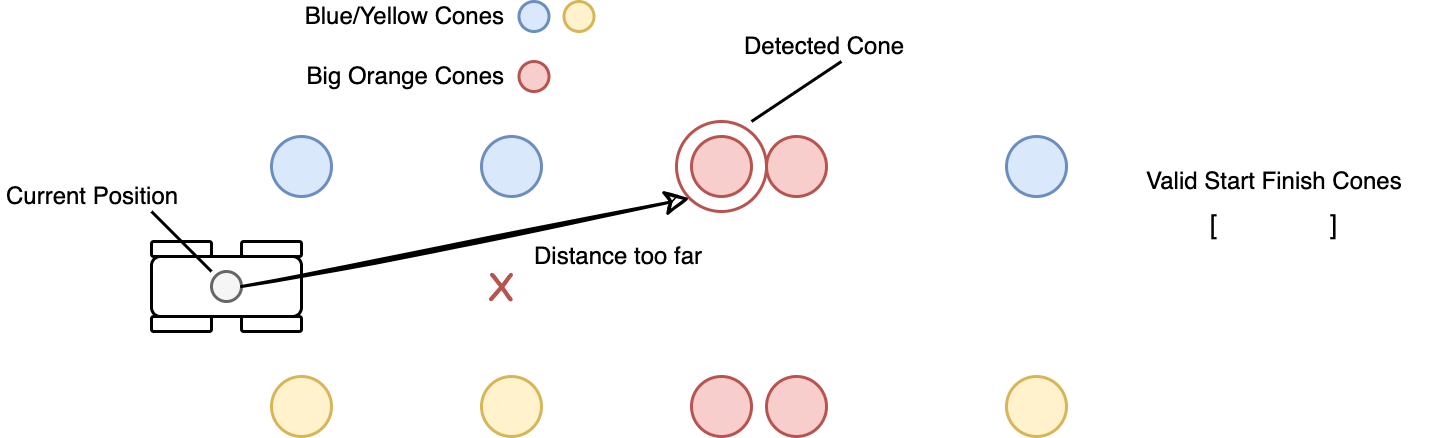 Blue/Yellow Cones
Detected Cone
Big Orange Cones
Valid Start Finish Cones
Current Position
[ ]
Distance too far